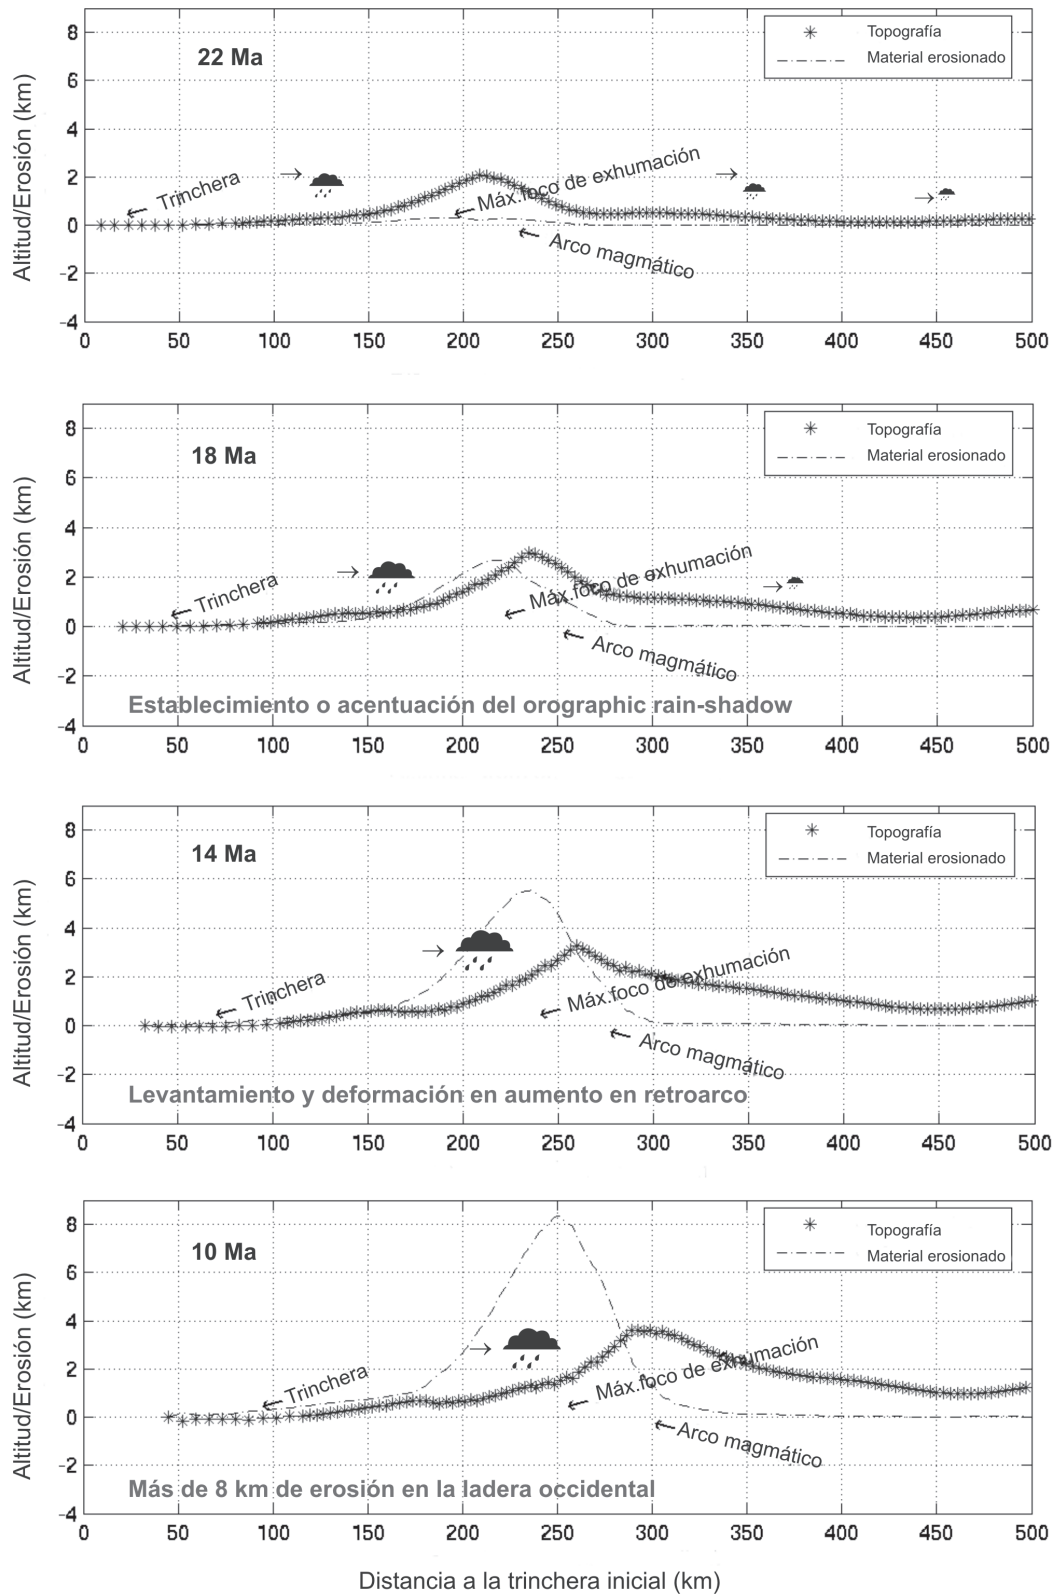 Altitud/Erosión (km)
8
6
4
2
0
-2
-4
22 Ma
Topografía
Material erosionado
Trinchera
Máx.foco de exhumación
Arco magmático
0 50 100 150 200 250 300 350 400 450 500
Altitud/Erosión (km)
8
6
4
2
0
-2
-4
18 Ma
Topografía
Material erosionado
Trinchera
Máx.foco de exhumación
Arco magmático
Establecimiento o acentuación del orographic rain-shadow
0 50 100 150 200 250 300 350 400 450 500
Altitud/Erosión (km)
8
6
4
2
0
-2
-4
14 Ma
Topografía
Material erosionado
Trinchera
Máx.foco de exhumación
Arco magmático
Levantamiento y deformación en aumento en retroarco
0 50 100 150 200 250 300 350 400 450 500
Altitud/Erosión (km)
8
6
4
2
0
-2
-4
10 Ma
Topografía
Material erosionado
Trinchera
Máx.foco de exhumación
Arco magmático
Más de 8 km de erosión en la ladera occidental
0 50 100 150 200 250 300 350 400 450 500
Distancia a la trinchera inicial (km)